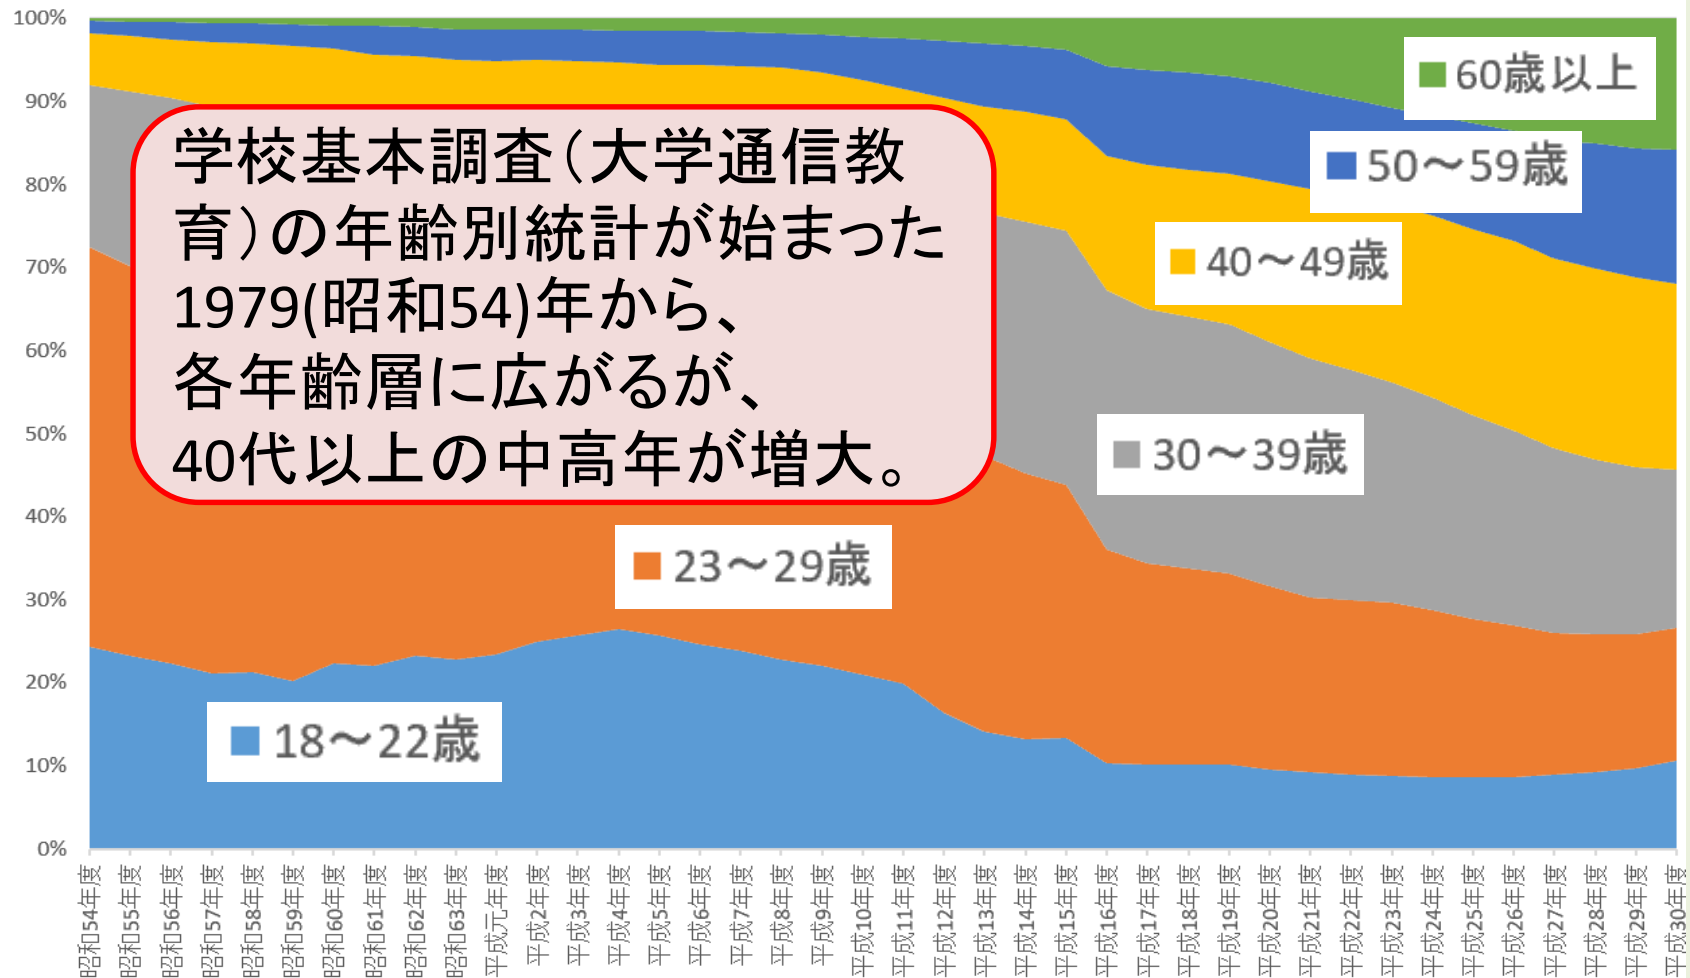 100%
90%
80%
70%
60%
50%
40%
30%
20%
10%
0%
学校基本調査（大学通信教
育）の年齢別統計が始まった
1979(昭和54)年から、
各年齢層に広がるが、
40代以上の中高年が増大。
60歳以上
50～59歳
40～49歳
30～39歳
23～29歳
18～22歳
昭和54年度
昭和55年度
昭和56年度
昭和57年度
昭和58年度
昭和59年度
昭和60年度
昭和61年度
昭和62年度
昭和63年度
平成元年度
平成2年度
平成3年度
平成4年度
平成5年度
平成6年度
平成7年度
平成8年度
平成9年度
平成10年度
平成11年度
平成12年度
平成13年度
平成14年度
平成15年度
平成16年度
平成17年度
平成18年度
平成19年度
平成20年度
平成21年度
平成22年度
平成23年度
平成24年度
平成25年度
平成26年度
平成27年度
平成28年度
平成29年度
平成30年度